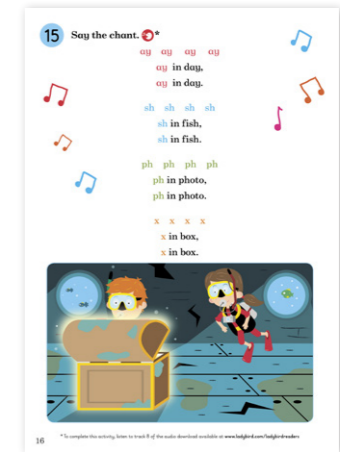 15 Say the chant. *
ay ay ay ay
ay in day,
ay in day.
sh sh sh sh
sh in fish,
sh in fish.
ph ph ph ph
ph in photo,
ph in photo.
x x x x
x in box,
x in box.
16 * To complete this activity, listen to track 8 of the audio download available at www.ladybird.com/ladybirdreaders